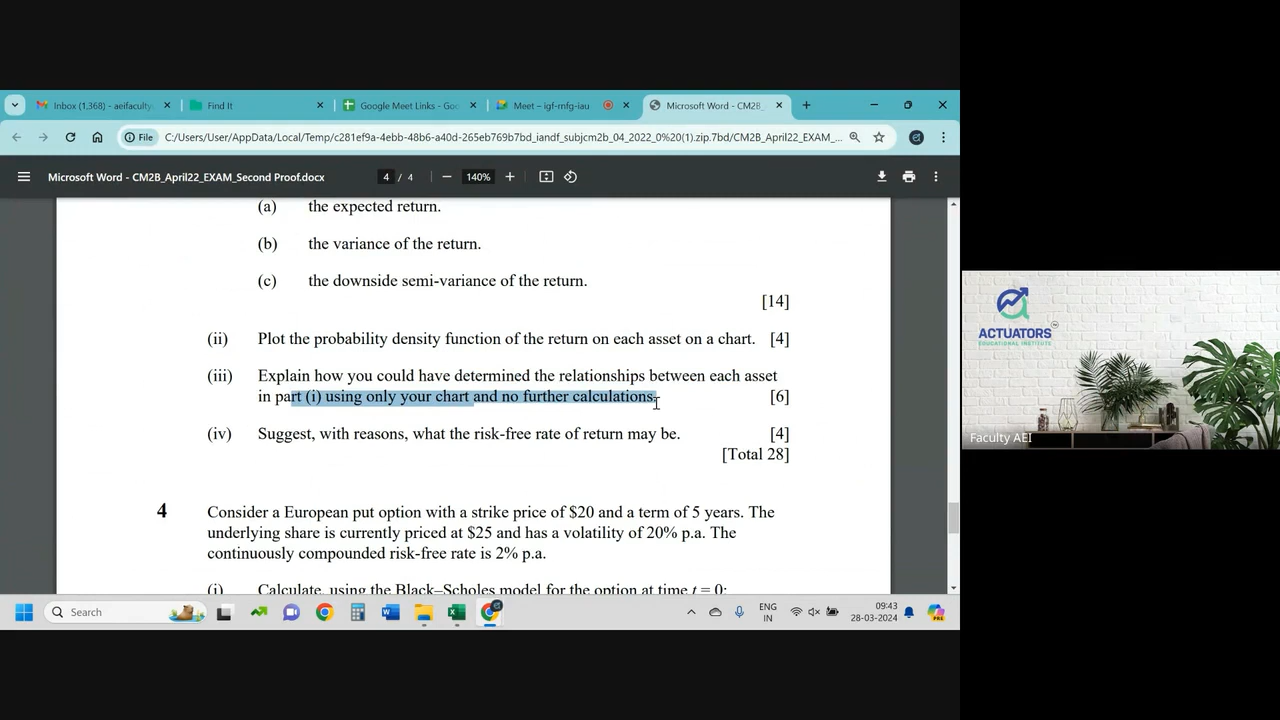 Inbox (1,368) - aeifaculty
Find It
Google Meet Links - Goo
Meet – igf-rnfg-iau
Microsoft Word - CM2B_
File
C:/Users/User/AppData/Local/Temp/c281ef9a-4ebb-48b6-a40d-265eb769b7bd_iandf_subjcm2b_04_2022_0%20(1).zip.7bd/CM2B_April22_EXAM_...
Microsoft Word - CM2B_April22_EXAM_Second Proof.docx
4 / 4
140%
(a) the expected return.
(b) the variance of the return.
(c) the downside semi-variance of the return.
[14]
(ii) Plot the probability density function of the return on each asset on a chart. [4]
(iii) Explain how you could have determined the relationships between each asset
in part (i) using only your chart and no further calculations. [6]
(iv) Suggest, with reasons, what the risk-free rate of return may be. [4]
[Total 28]
4 Consider a European put option with a strike price of $20 and a term of 5 years. The
underlying share is currently priced at $25 and has a volatility of 20% p.a. The
continuously compounded risk-free rate is 2% p.a.
(i) Calculate, using the Black–Scholes model for the option at time t = 0:
Search
ENG
IN
09:43
28-03-2024
ACTUATORS
EDUCATIONAL INSTITUTE
Faculty AEI